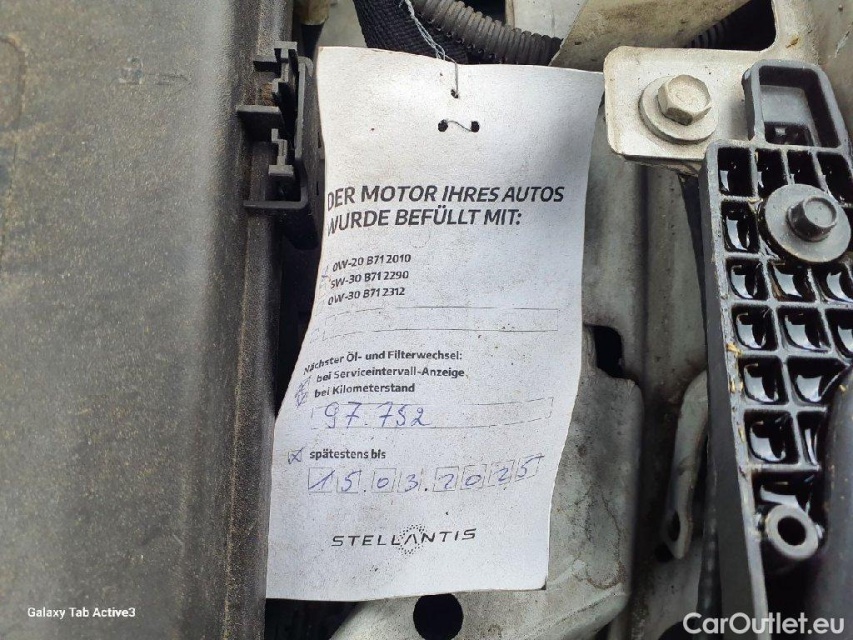 DER MOTOR IHRES AUTOS
WURDE BEFÜLLT MIT:
0W-20 B71 2010
5W-30 B71 2290
0W-30 B71 2312
Nächster Öl- und Filterwechsel:
bei Serviceintervall-Anzeige
bei Kilometerstand
97.752
spätestens bis
15.03.2025
STELLANTIS
Galaxy Tab Active3
CarOutlet.eu